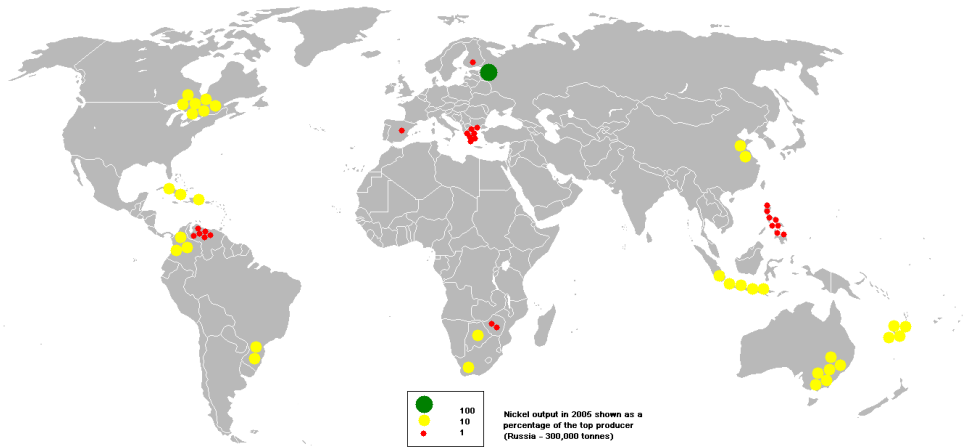 100
10
1
Nickel output in 2005 shown as a
percentage of the top producer
(Russia - 300,000 tonnes)